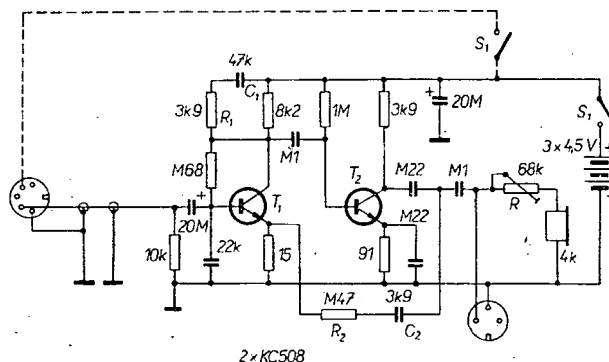 S₁
47k
C₁
3k9
R₁
8k2
1M
3k9
+
20M
S₁
3 x 4,5 V
+
M1
M68
T₁
T₂
M22
M1
68k
R
+
20M
M22
10k
22k
15
91
4k
M47
3k9
R₂
C₂
2×KC508